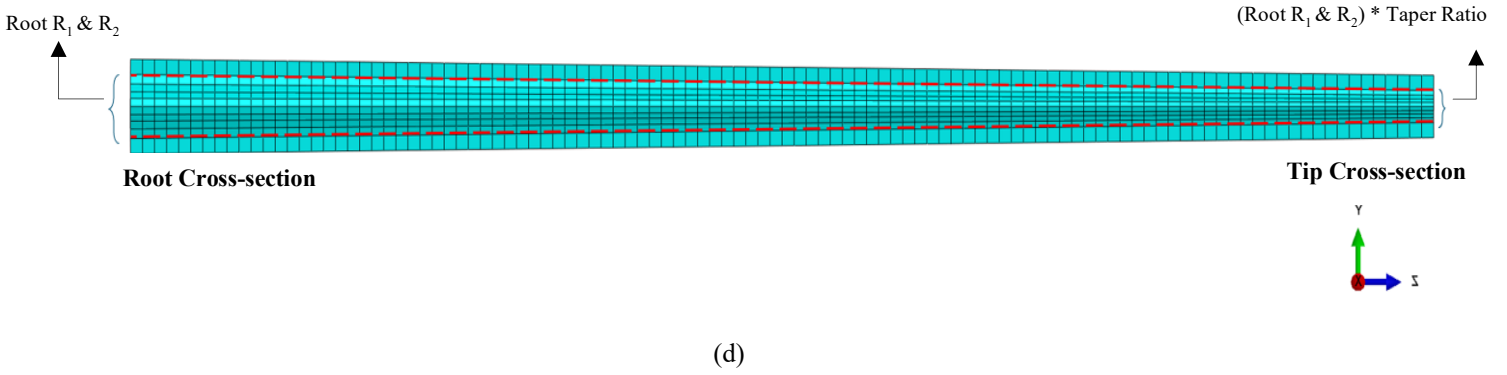 Root R₁ & R₂
(Root R₁ & R₂) * Taper Ratio
Root Cross-section
Tip Cross-section
Y
X
Z
(d)